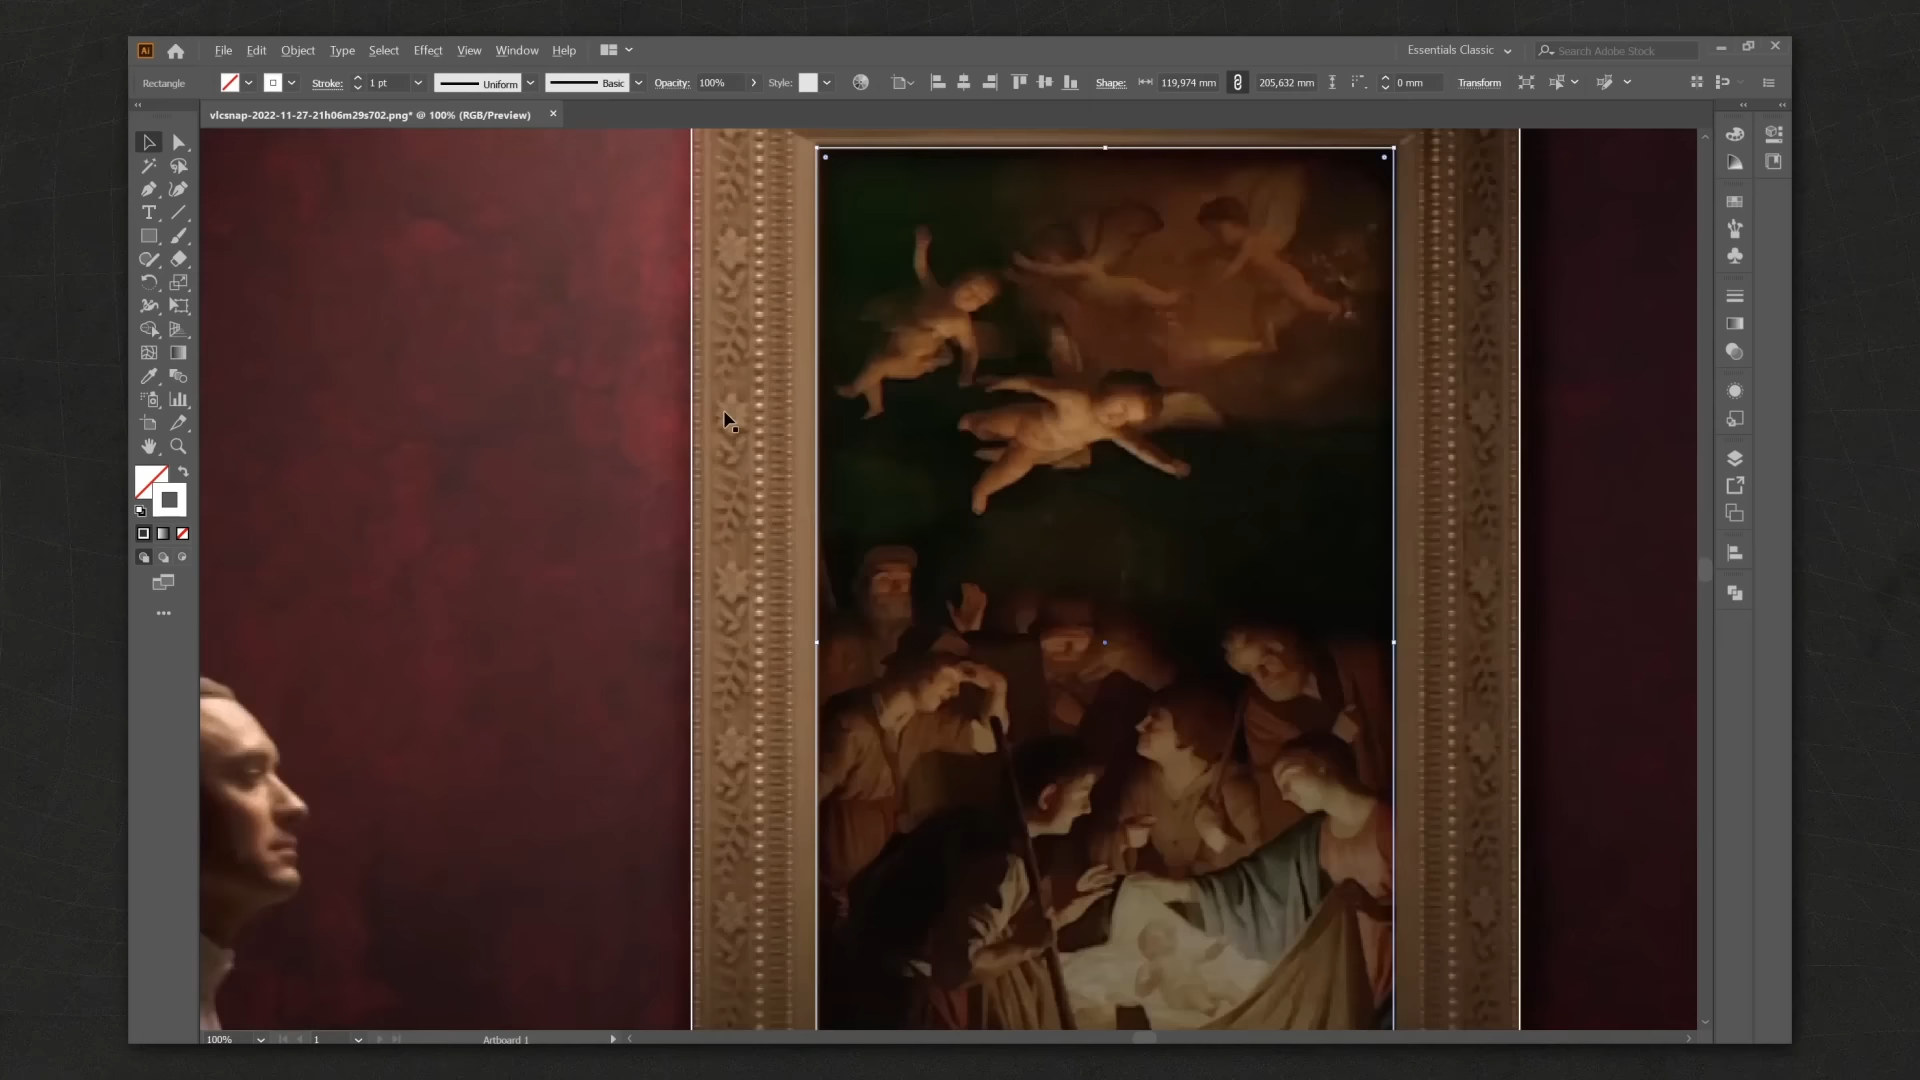 Ai File Edit Object Type Select Effect View Window Help Essentials Classic Search Adobe Stock
Rectangle Stroke: 1 pt Uniform Basic Opacity: 100% Style: Shape: 119,974 mm 205,632 mm 0 mm Transform
vlcsnap-2022-11-27-21h06m29s702.png* @ 100% (RGB/Preview)
100% 1 Artboard 1